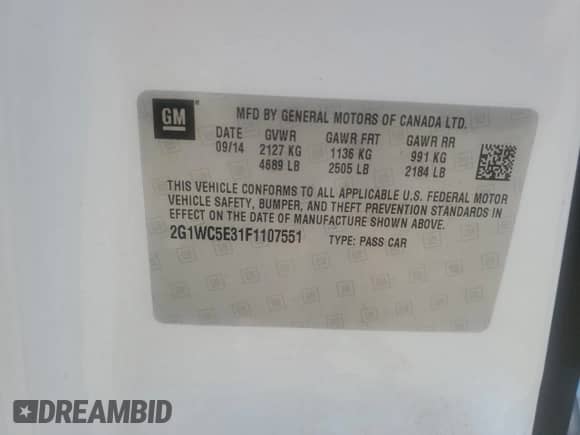 GM
MFD BY GENERAL MOTORS OF CANADA LTD.
DATE GVWR GAWR FRT GAWR RR
09/14 2127 KG 1136 KG 991 KG
4689 LB 2505 LB 2184 LB
THIS VEHICLE CONFORMS TO ALL APPLICABLE U.S. FEDERAL MOTOR
VEHICLE SAFETY, BUMPER, AND THEFT PREVENTION STANDARDS IN
EFFECT ON THE DATE OF MANUFACTURE SHOWN ABOVE.
2G1WC5E31F1107551 TYPE: PASS CAR
DREAMBID